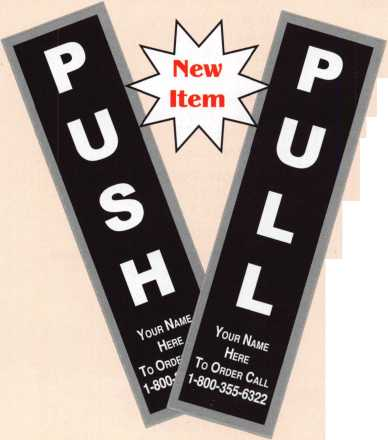 PUSH
YOUR NAME
HERE
TO ORDER
1-800-
New
Item
PULL
YOUR NAME
HERE
TO ORDER CALL
1-800-355-6322